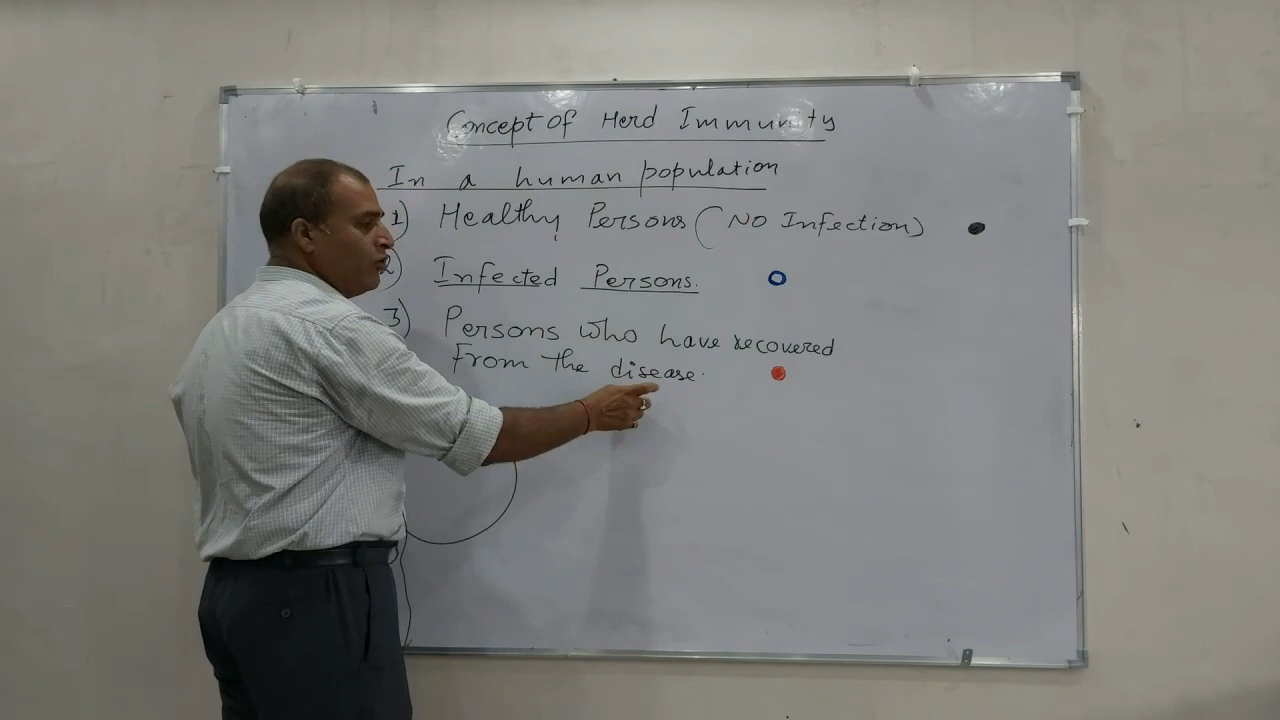 Concept of Herd Immunity
In a human population
1) Healthy Persons (No Infection)
2) Infected Persons.
3) Persons who have recovered
from the disease.